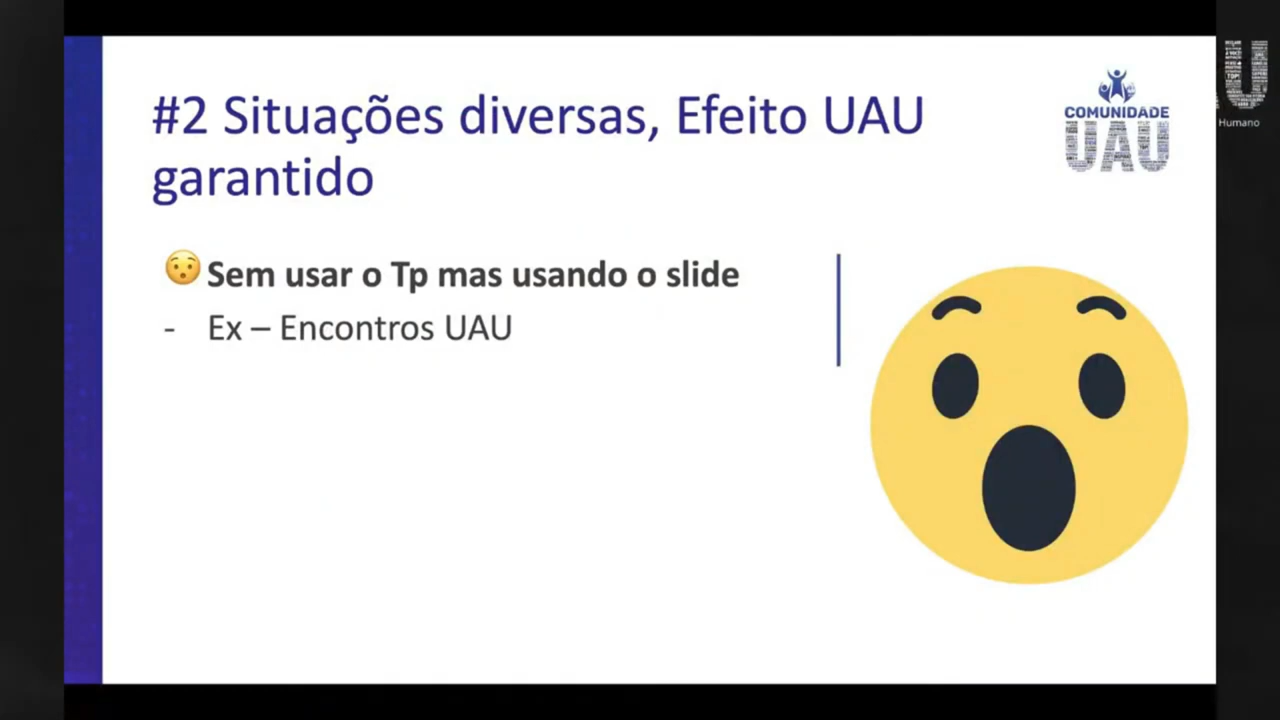 #2 Situações diversas, Efeito UAU
garantido
COMUNIDADE
UAU
Humano
Sem usar o Tp mas usando o slide
- Ex – Encontros UAU